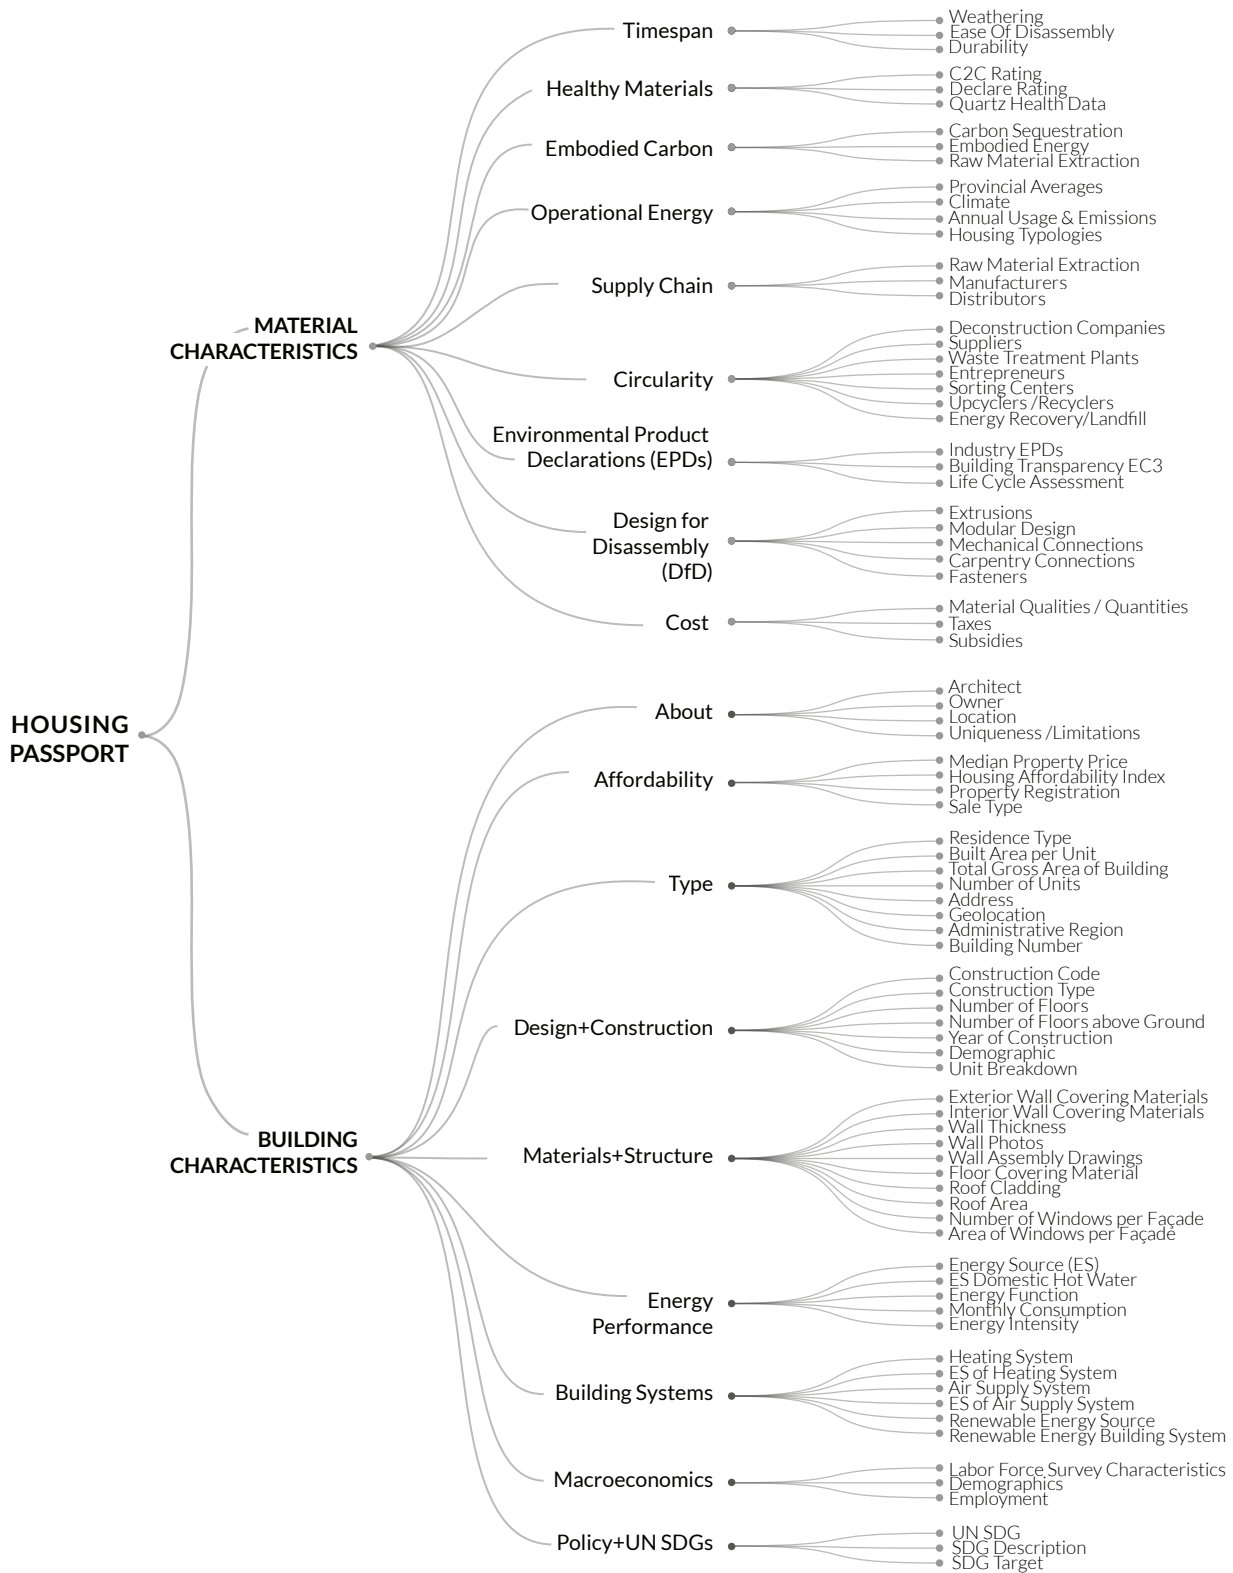 HOUSING
PASSPORT
MATERIAL
CHARACTERISTICS
Timespan
Weathering
Ease Of Disassembly
Durability
Healthy Materials
C2C Rating
Declare Rating
Quartz Health Data
Embodied Carbon
Carbon Sequestration
Embodied Energy
Raw Material Extraction
Operational Energy
Provincial Averages
Climate
Annual Usage & Emissions
Housing Typologies
Supply Chain
Raw Material Extraction
Manufacturers
Distributors
Circularity
Deconstruction Companies
Suppliers
Waste Treatment Plants
Entrepreneurs
Sorting Centers
Upcyclers /Recyclers
Energy Recovery/Landfill
Environmental Product
Declarations (EPDs)
Industry EPDs
Building Transparency EC3
Life Cycle Assessment
Design for
Disassembly
(DfD)
Extrusions
Modular Design
Mechanical Connections
Carpentry Connections
Fasteners
Cost
Material Qualities / Quantities
Taxes
Subsidies
BUILDING
CHARACTERISTICS
About
Architect
Owner
Location
Uniqueness /Limitations
Affordability
Median Property Price
Housing Affordability Index
Property Registration
Sale Type
Type
Residence Type
Built Area per Unit
Total Gross Area of Building
Number of Units
Address
Geolocation
Administrative Region
Building Number
Design+Construction
Construction Code
Construction Type
Number of Floors
Number of Floors above Ground
Year of Construction
Demographic
Unit Breakdown
Materials+Structure
Exterior Wall Covering Materials
Interior Wall Covering Materials
Wall Thickness
Wall Photos
Wall Assembly Drawings
Floor Covering Material
Roof Cladding
Roof Area
Number of Windows per Façade
Area of Windows per Façade
Energy
Performance
Energy Source (ES)
ES Domestic Hot Water
Energy Function
Monthly Consumption
Energy Intensity
Building Systems
Heating System
ES of Heating System
Air Supply System
ES of Air Supply System
Renewable Energy Source
Renewable Energy Building System
Macroeconomics
Labor Force Survey Characteristics
Demographics
Employment
Policy+UN SDGs
UN SDG
SDG Description
SDG Target